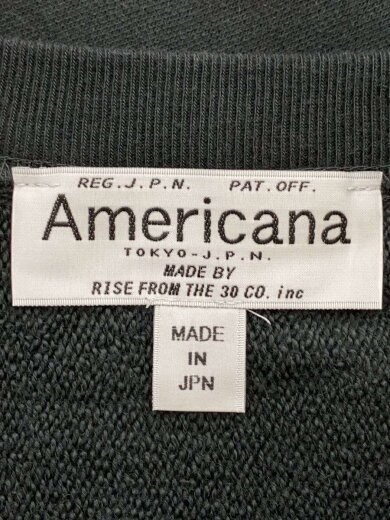 REG.J.P.N. PAT.OFF.
Americana
TOKYO-J.P.N.
MADE BY
RISE FROM THE 30 CO. inc
MADE
IN
JPN